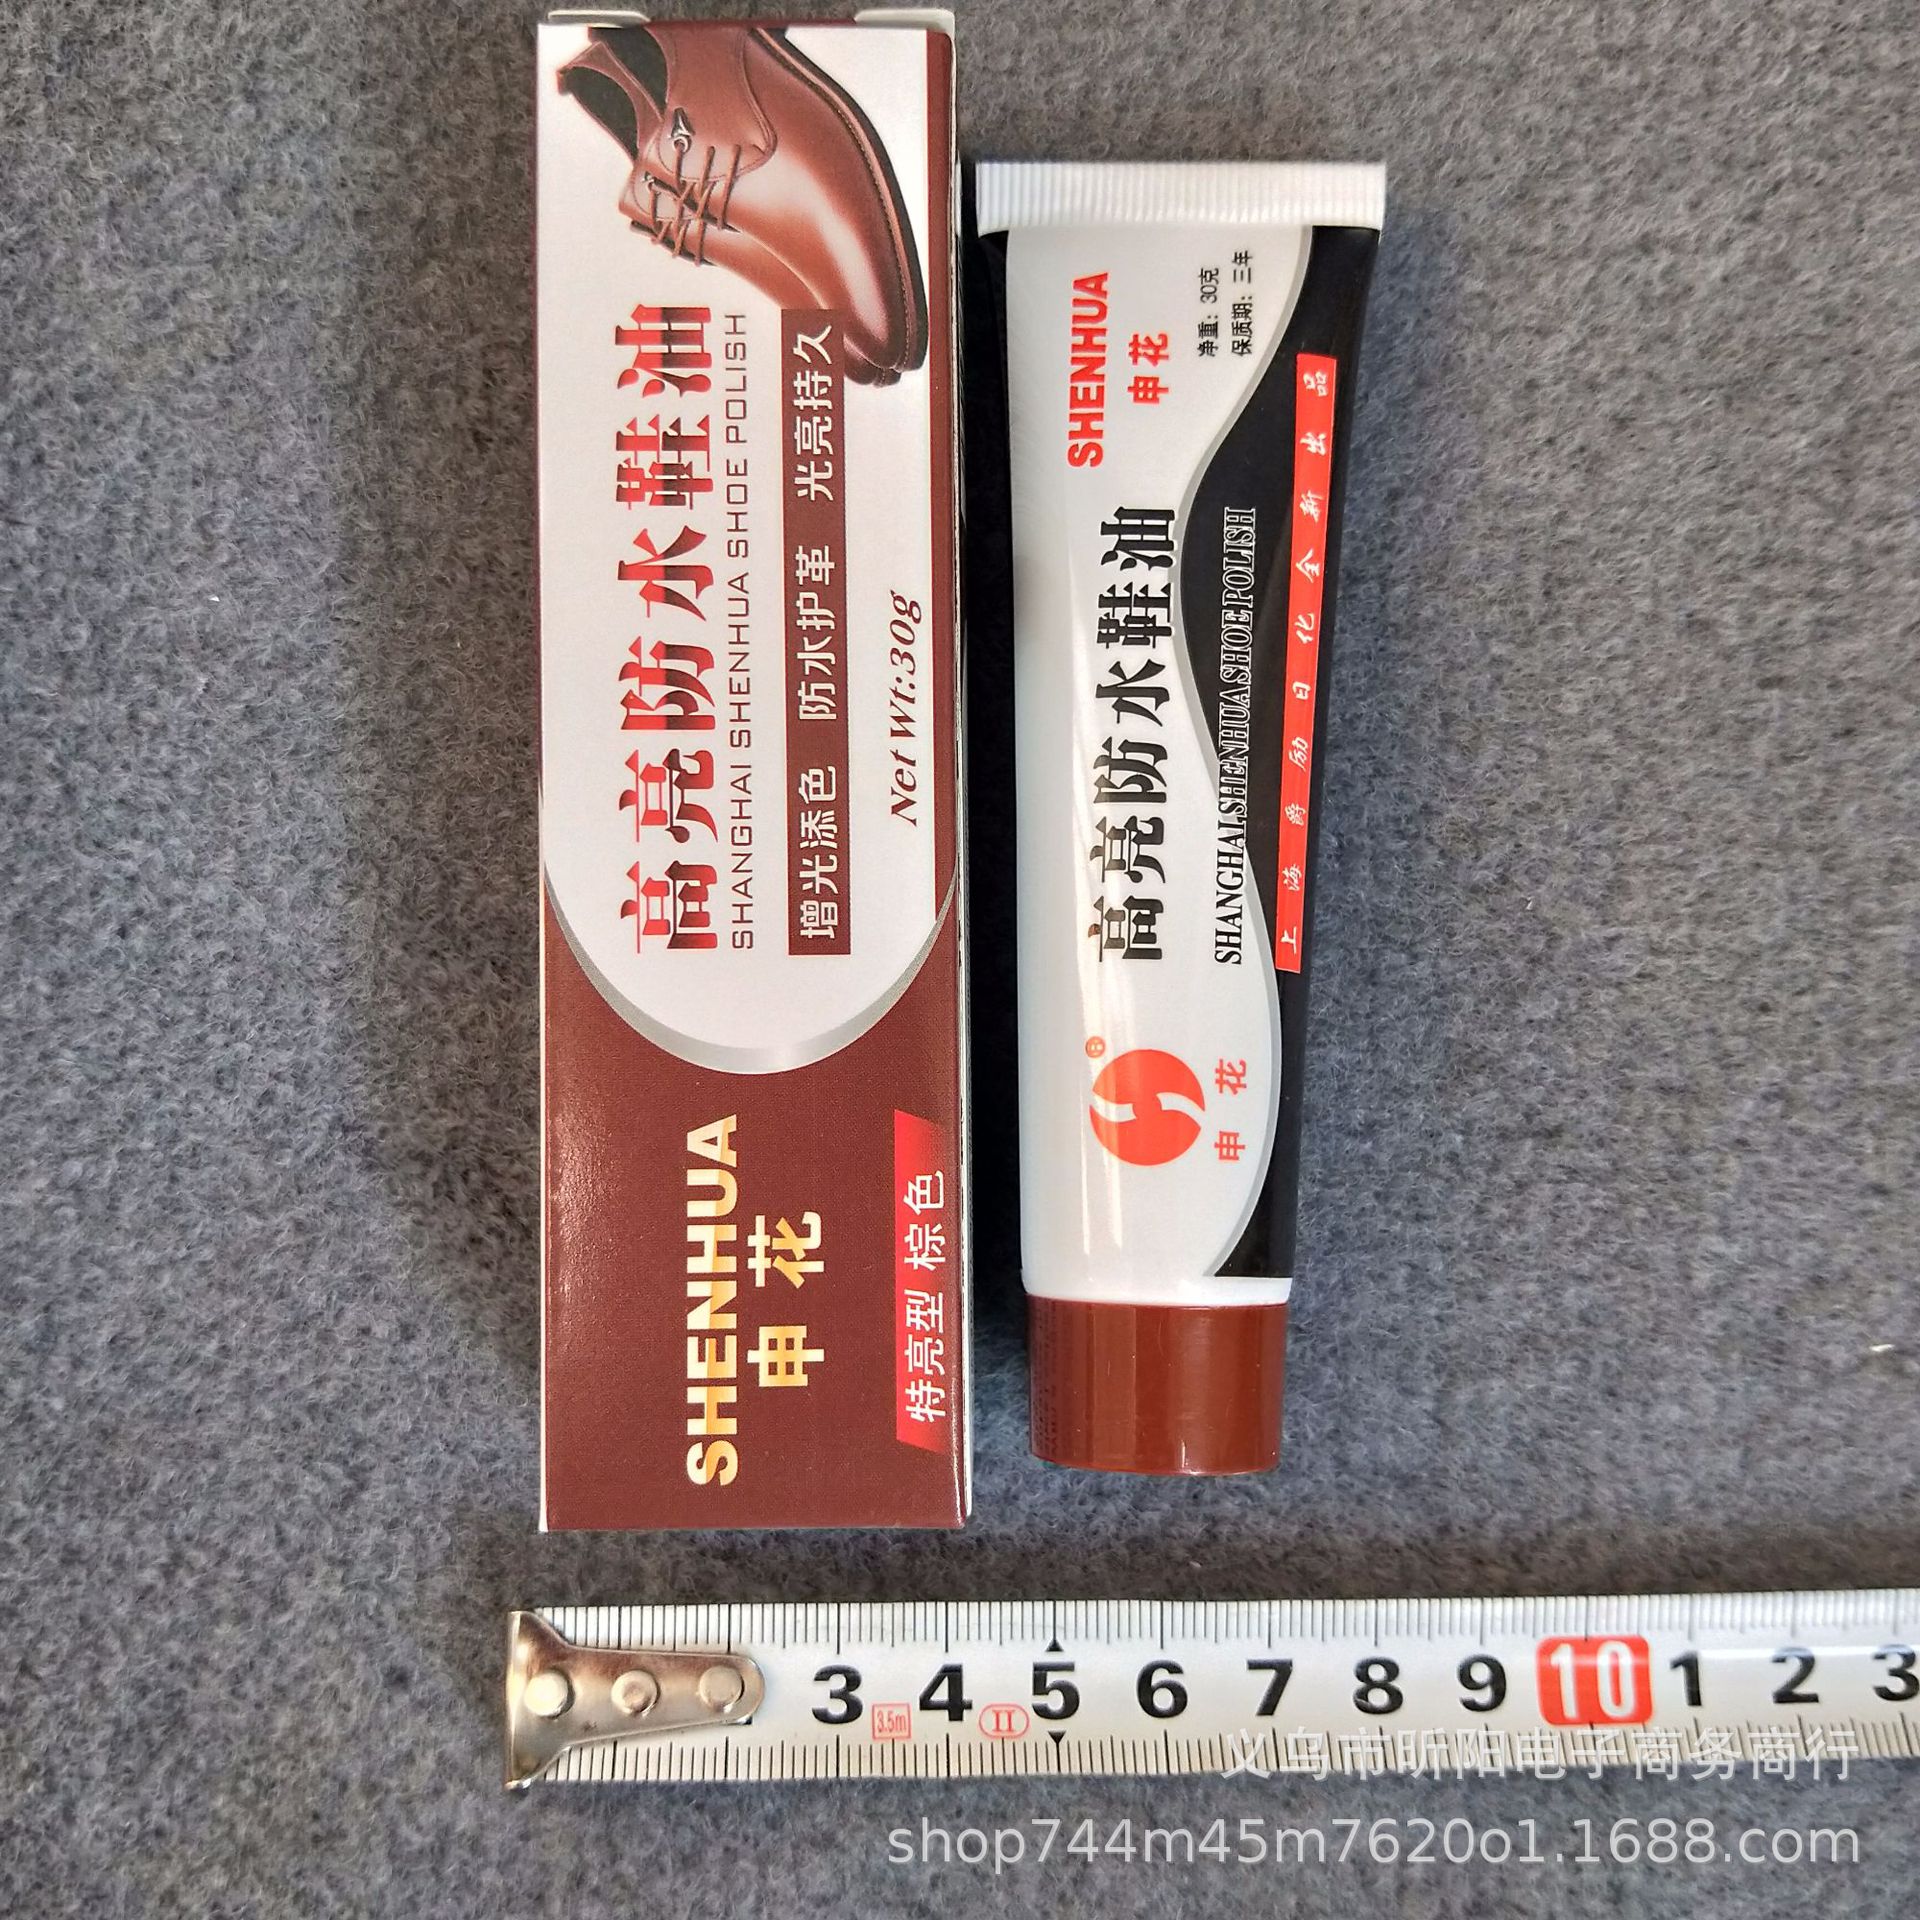 高亮防水鞋油
SHANGHAI SHENHUA SHOE POLISH
增光添色 防水护革 光亮持久
Net Wt:30g
SHENHUA
申花
特亮型 棕色
SHENHUA
申花
净重：30克
保质期：三年
高亮防水鞋油
SHANGHAI SHENHUA SHOE POLISH
上海爵励日化全新出品
®
申花
3 4 5 6 7 8 9 10 1 2 3
3.5m
II
义乌市昕阳电子商务商行
shop744m45m7620o1.1688.com